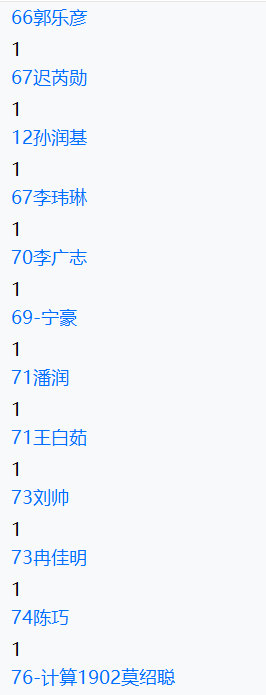 66郭乐彦
1
67迟芮勋
1
12孙润基
1
67李玮琳
1
70李广志
1
69-宁豪
1
71潘润
1
71王白茹
1
73刘帅
1
73冉佳明
1
74陈巧
1
76-计算1902莫绍聪